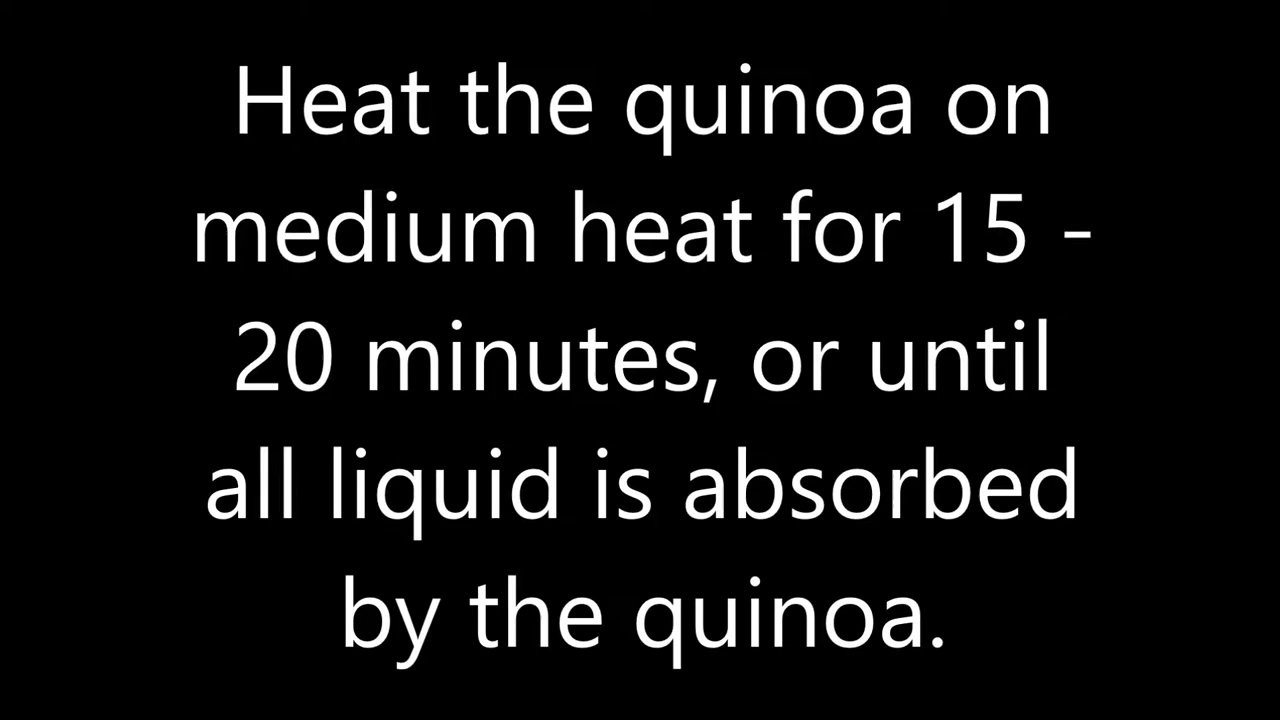 Heat the quinoa on
medium heat for 15 -
20 minutes, or until
all liquid is absorbed
by the quinoa.